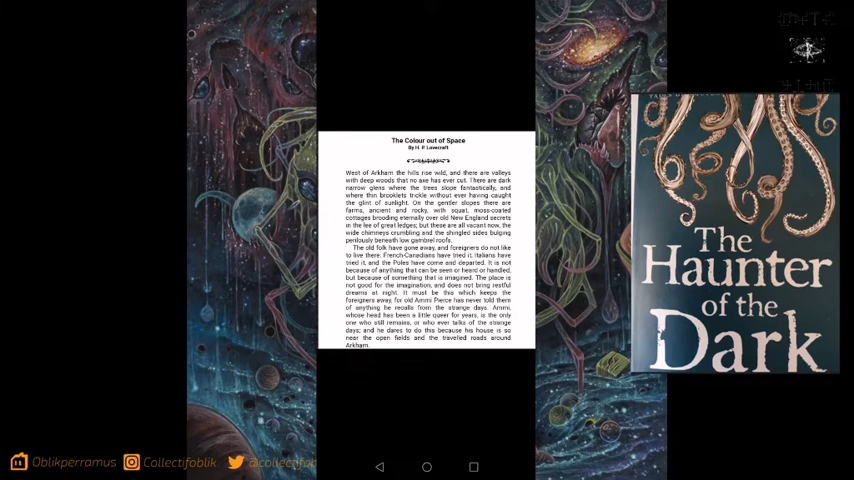 The Colour out of Space
By H. P. Lovecraft
West of Arkham the hills rise wild, and there are valleys
with deep woods that no axe has ever cut. There are dark
narrow glens where the trees slope fantastically, and
where thin brooklets trickle without ever having caught
the glint of sunlight. On the gentler slopes there are
farms, ancient and rocky, with squat, moss-coated
cottages brooding eternally over old New England secrets
in the lee of great ledges; but these are all vacant now, the
wide chimneys crumbling and the shingled sides bulging
perilously beneath low gambrel roofs.
The old folk have gone away, and foreigners do not like
to live there. French-Canadians have tried it, Italians have
tried it, and the Poles have come and departed. It is not
because of anything that can be seen or heard or handled,
but because of something that is imagined. The place is
not good for the imagination, and does not bring restful
dreams at night. It must be this which keeps the
foreigners away, for old Ammi Pierce has never told them
of anything he recalls from the strange days. Ammi,
whose head has been a little queer for years, is the only
one who still remains, or who ever talks of the strange
days; and he dares to do this because his house is so
near the open fields and the travelled roads around
Arkham.
The
Haunter
of the
Dark
Oblikperramus Collectifoblik @collectifob